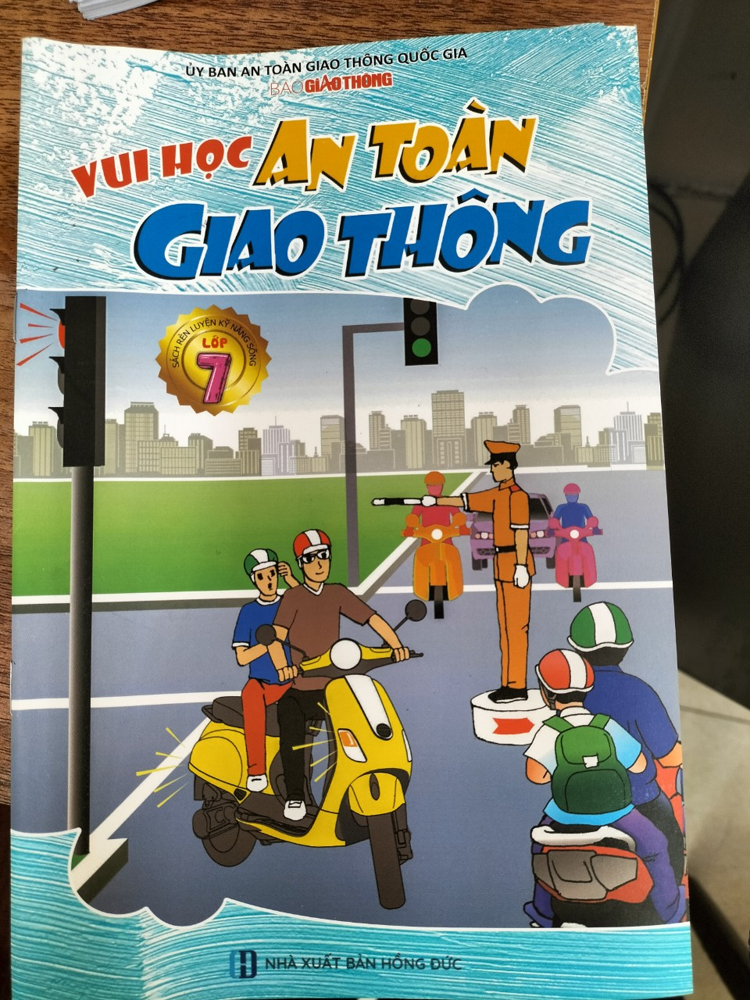 ỦY BAN AN TOÀN GIAO THÔNG QUỐC GIA
BÁO GIAO THÔNG
VUI HỌC AN TOÀN
GIAO THÔNG
SÁCH RÈN LUYỆN KỸ NĂNG SỐNG
LỚP
7
NHÀ XUẤT BẢN HỒNG ĐỨC